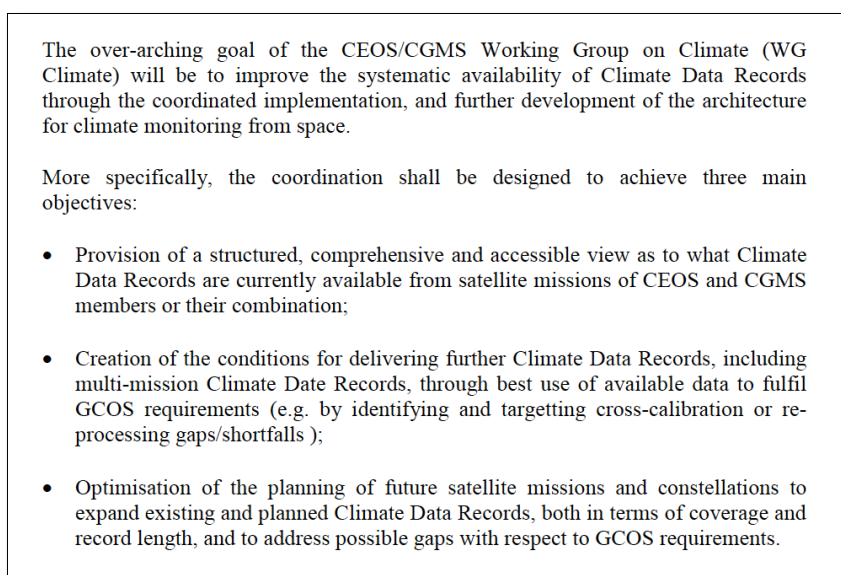 The over-arching goal of the CEOS/CGMS Working Group on Climate (WG
Climate) will be to improve the systematic availability of Climate Data Records
through the coordinated implementation, and further development of the architecture
for climate monitoring from space.
More specifically, the coordination shall be designed to achieve three main
objectives:
• Provision of a structured, comprehensive and accessible view as to what Climate
Data Records are currently available from satellite missions of CEOS and CGMS
members or their combination;
• Creation of the conditions for delivering further Climate Data Records, including
multi-mission Climate Date Records, through best use of available data to fulfil
GCOS requirements (e.g. by identifying and targetting cross-calibration or re-
processing gaps/shortfalls );
• Optimisation of the planning of future satellite missions and constellations to
expand existing and planned Climate Data Records, both in terms of coverage and
record length, and to address possible gaps with respect to GCOS requirements.